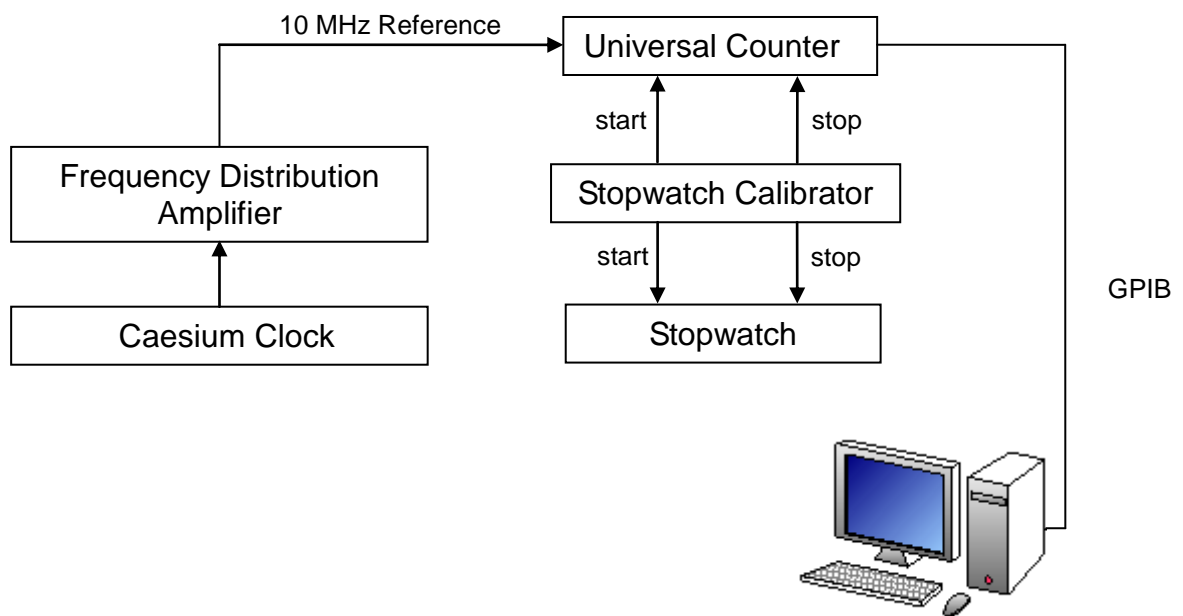 10 MHz Reference
Universal Counter
start
stop
Frequency Distribution
Amplifier
Stopwatch Calibrator
start
stop
GPIB
Caesium Clock
Stopwatch